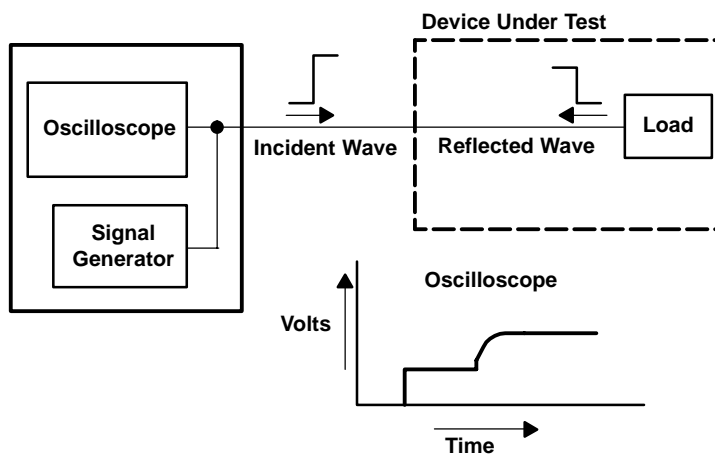 Device Under Test
Oscilloscope
Incident Wave
Reflected Wave
Load
Signal
Generator
Oscilloscope
Volts
Time